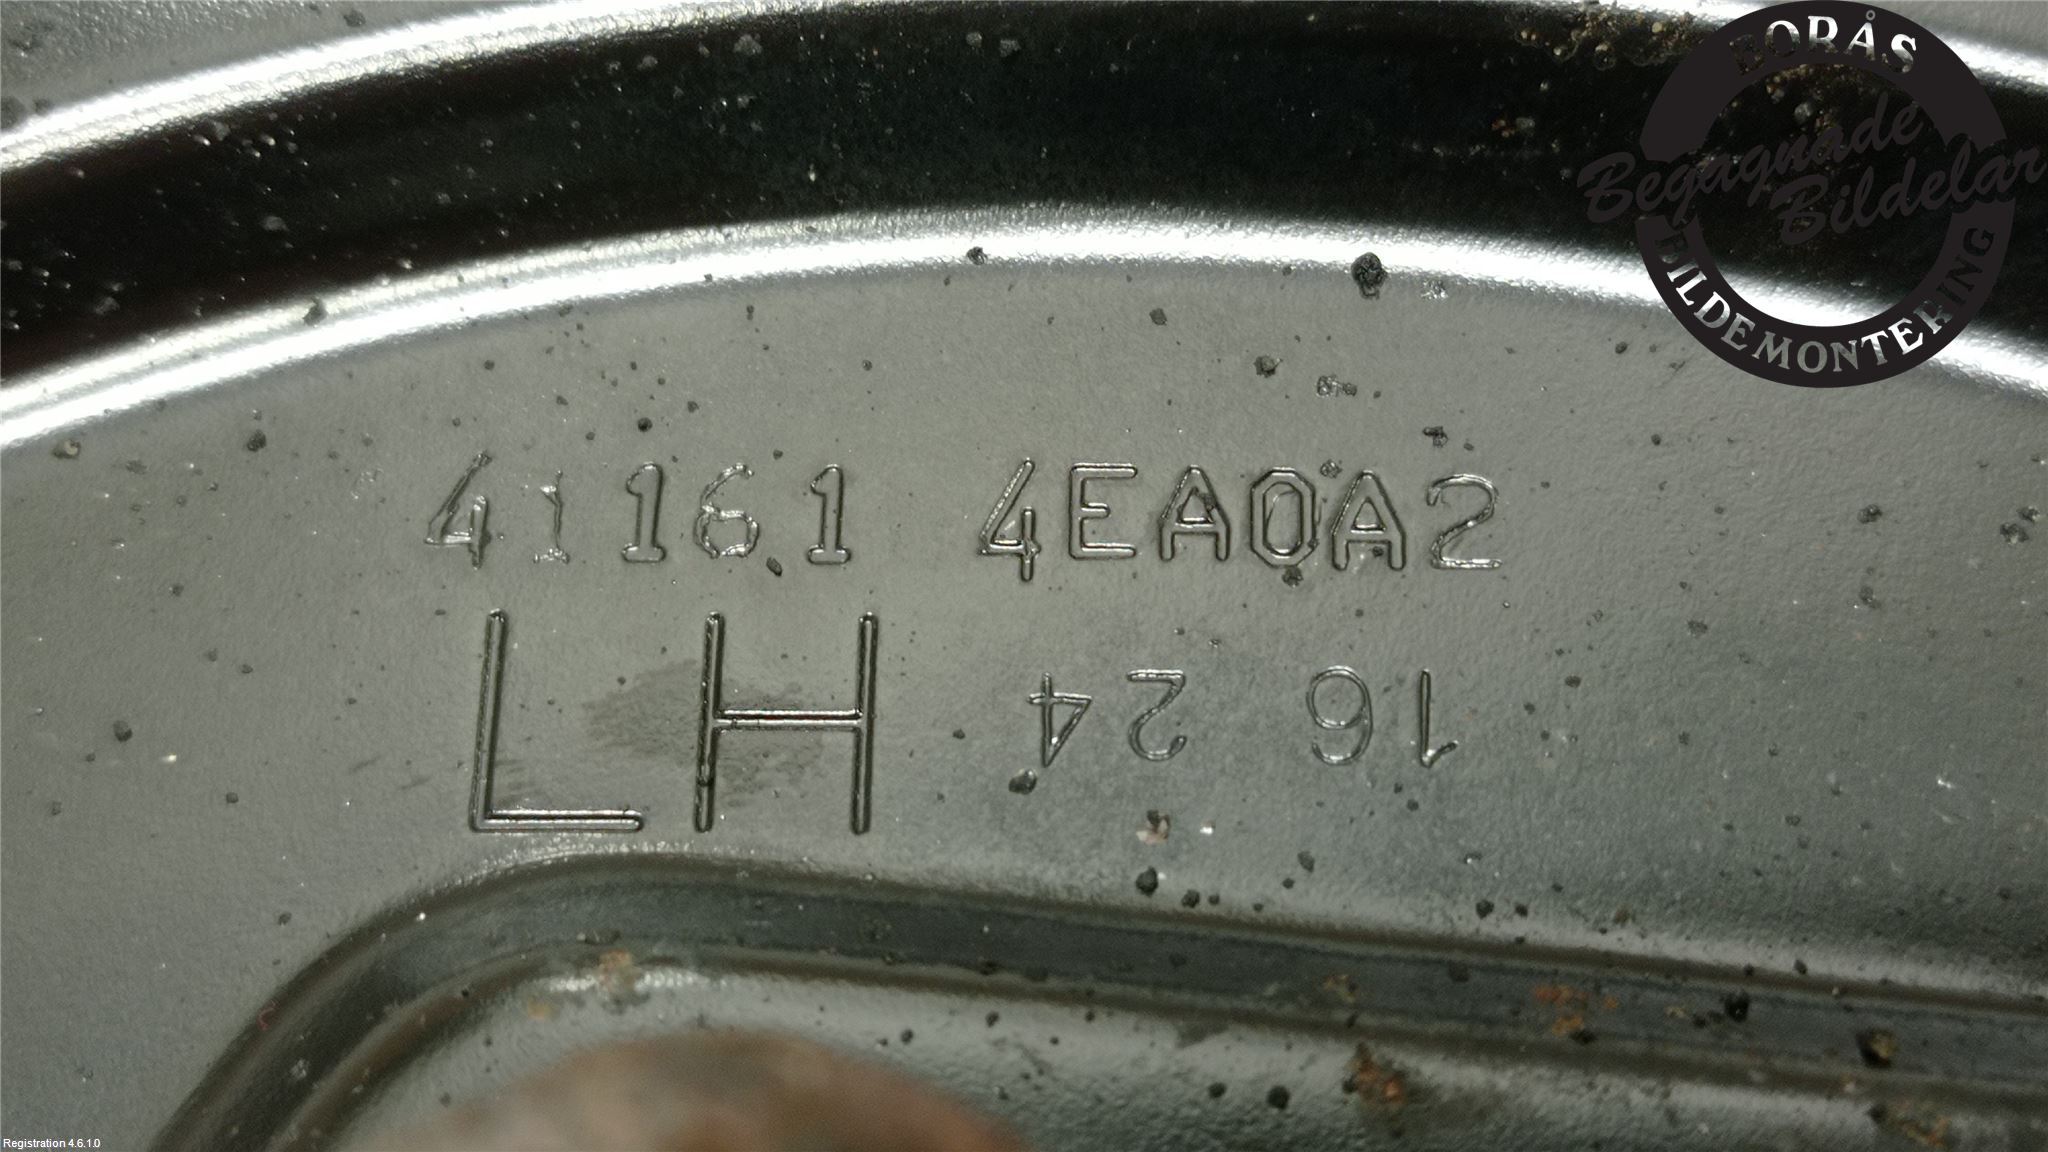 BORÅS
Begagnade
Bildelar
BILDEMONTERING
41161 4EA0A2
LH
16 24
Registration 4.6.1.0